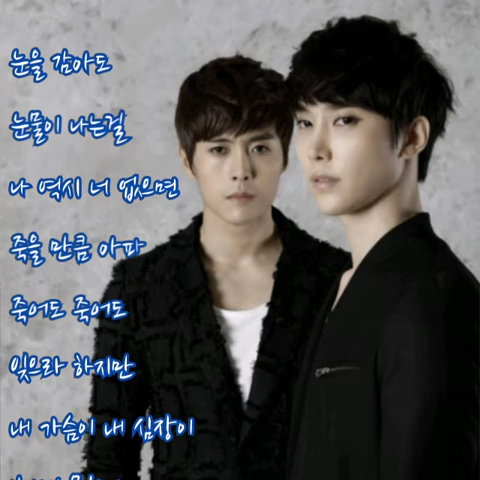 눈을 감아도
눈물이 나는걸
나 역시 너 없으면
죽을 만큼 아파
죽어도 죽어도
잊으라 하지만
내 가슴이 내 심장이